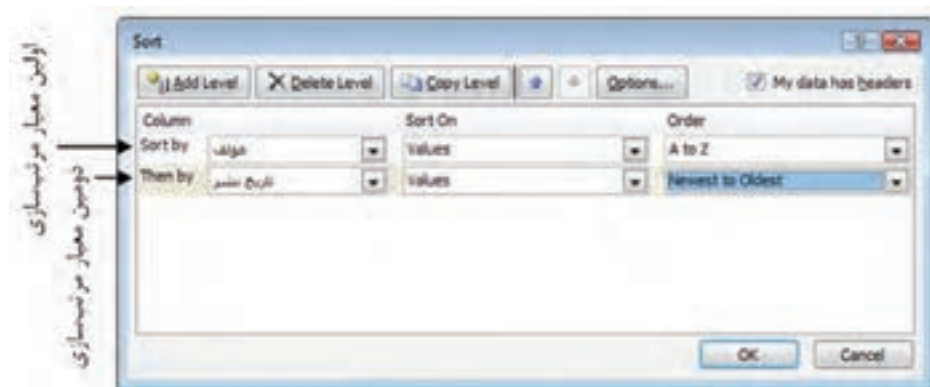 Sort
Add Level Delete Level Copy Level Options... My data has headers
Column Sort On Order
Sort by مولف Values A to Z
Then by تاریخ نشر Values Newest to Oldest
OK Cancel
اولین معیار مرتب‌سازی
دومین معیار مرتب‌سازی